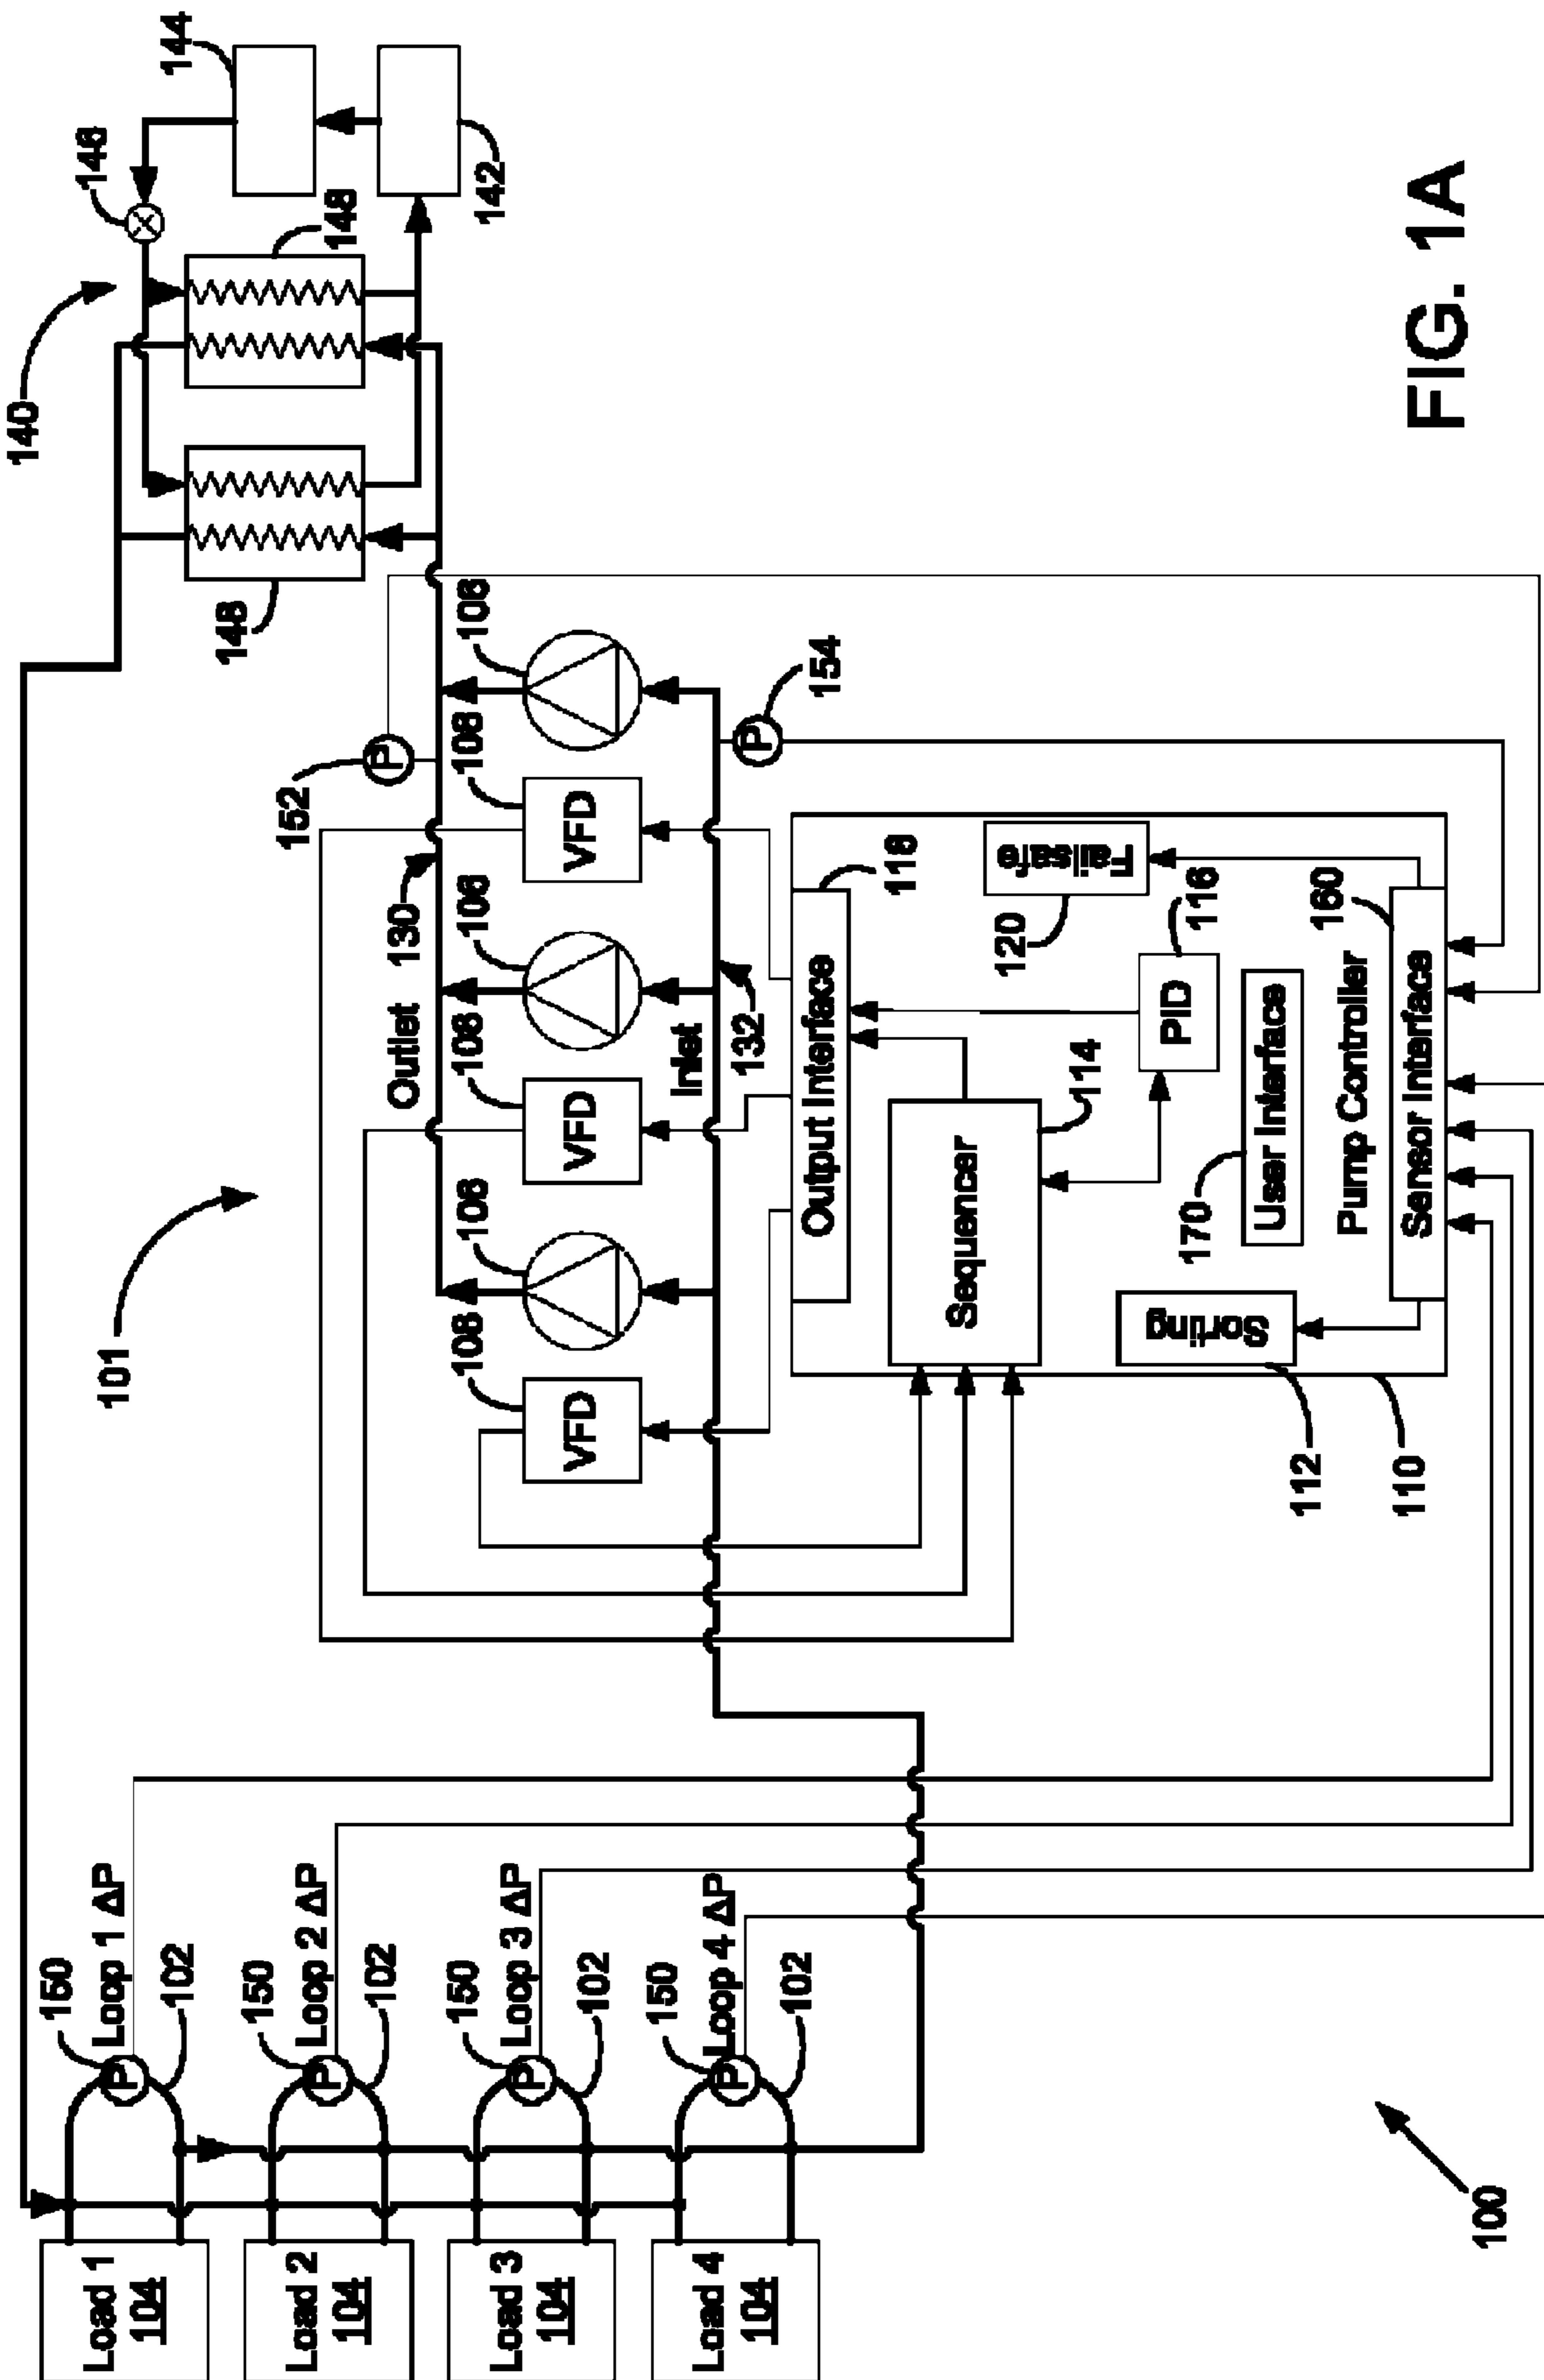 140
150
Loop 1 ΔP
Load 1
104
101
146
144
102
150
Loop 2 ΔP
152
148
148
Load 2
104
102
Outlet
130
150
Loop 3 ΔP
108
106
108
106
108
106
142
Load 3
104
102
VFD
VFD
VFD
Inlet
150
Loop 4 ΔP
132
P
P
P
P
P
P
154
Load 4
104
102
Output Interface
118
Sequencer
114
120
Failsafe
PID
116
112
Sorting
170
User Interface
110
Pump Controller
160
Sensor Interface
100
FIG. 1A